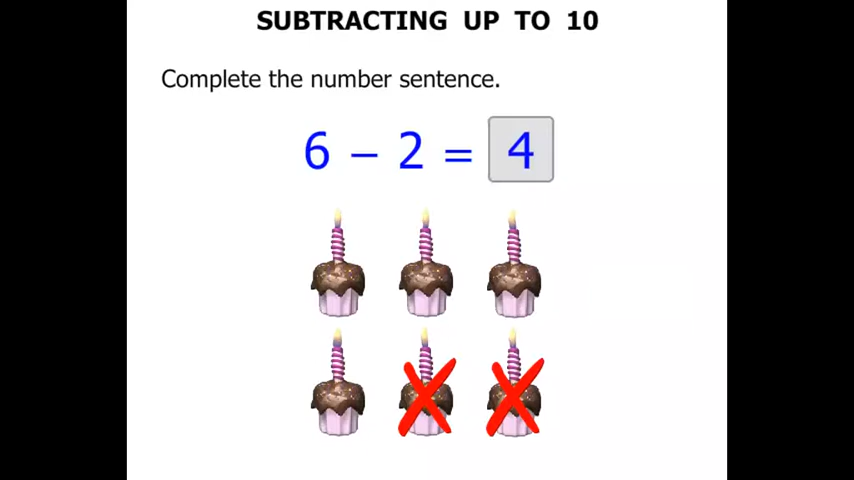 SUBTRACTING UP TO 10
Complete the number sentence.
6 – 2 = 4